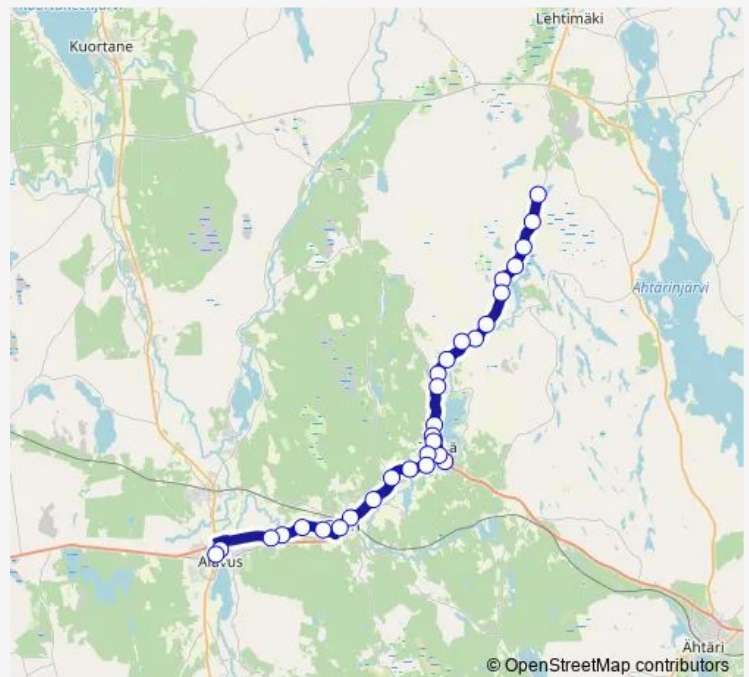 Lehtimäki
Kuortane
Ähtärinjärvi
Alavus
Ähtäri
© OpenStreetMap contributors